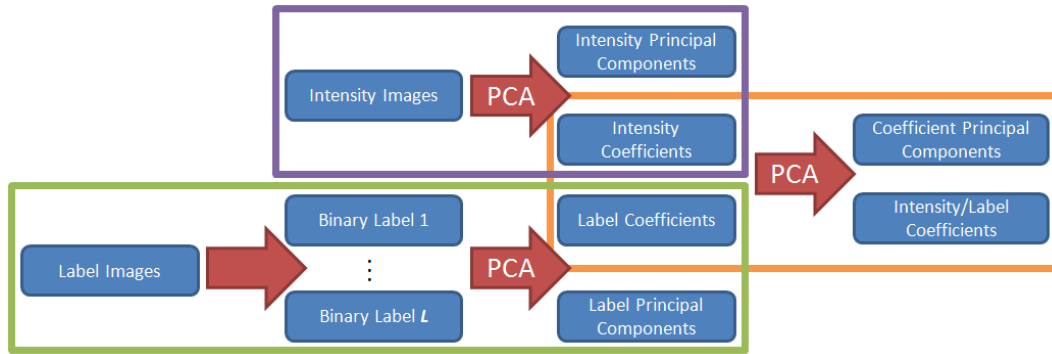 Intensity Images
PCA
Intensity Principal
Components
Intensity
Coefficients
PCA
Coefficient Principal
Components
Intensity/Label
Coefficients
Label Images
Binary Label 1
⋮
Binary Label L
PCA
Label Coefficients
Label Principal
Components